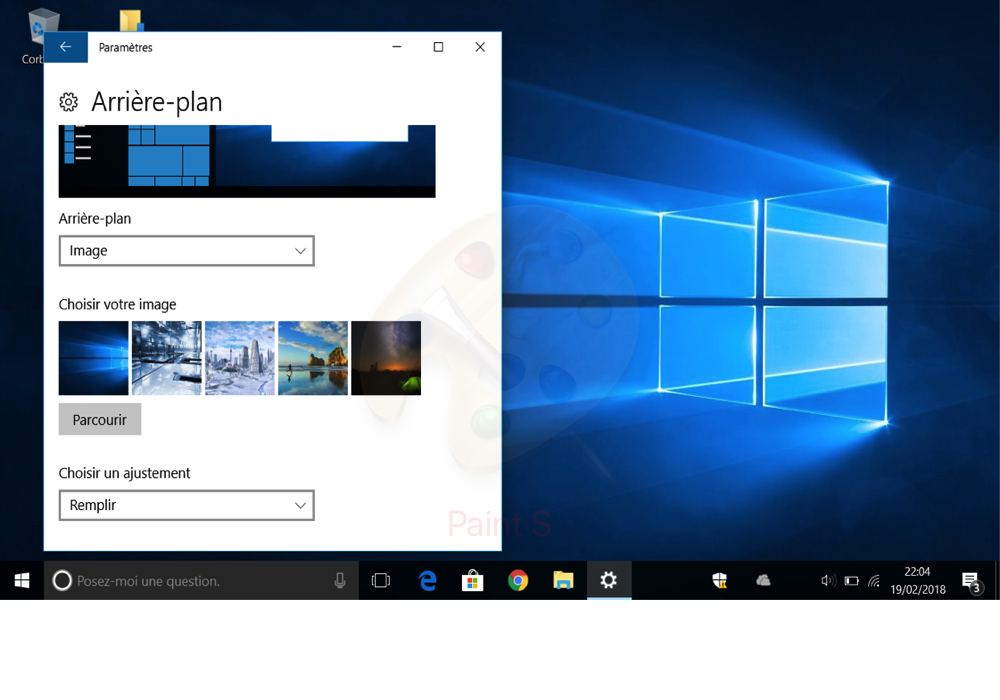 Corb
Paramètres
Arrière-plan
Arrière-plan
Image
Choisir votre image
Parcourir
Choisir un ajustement
Remplir
Paint S
Posez-moi une question.
22:04
19/02/2018
3